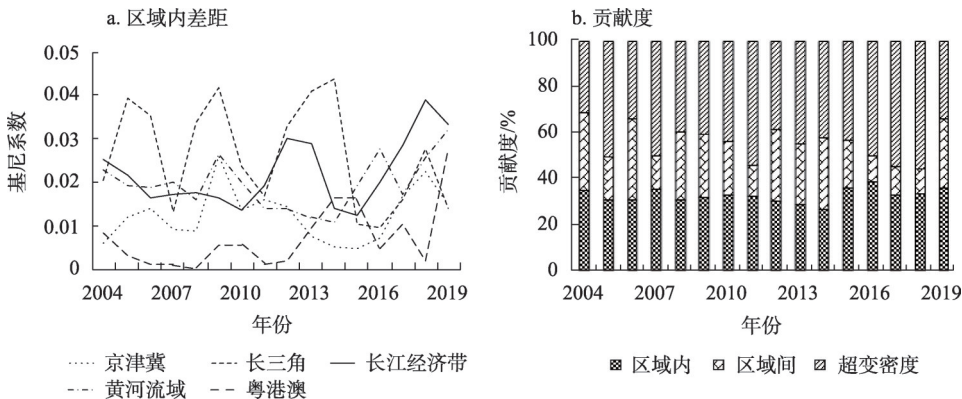 a. 区域内差距
基尼系数
0.05
0.04
0.03
0.02
0.01
0
2004 2007 2010 2013 2016 2019
年份
京津冀 长三角 长江经济带
黄河流域 粤港澳
b. 贡献度
贡献度/%
100
80
60
40
20
0
2004 2007 2010 2013 2016 2019
年份
区域内 区域间 超变密度